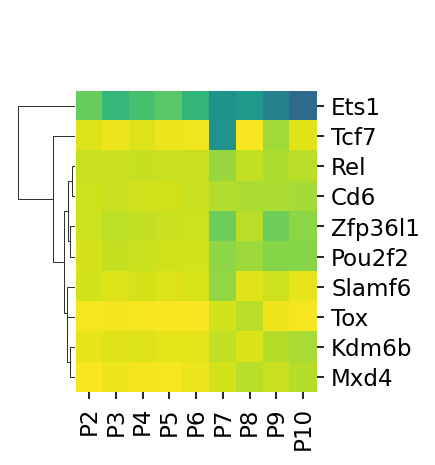 Ets1
Tcf7
Rel
Cd6
Zfp36l1
Pou2f2
Slamf6
Tox
Kdm6b
Mxd4
P2 P3 P4 P5 P6 P7 P8 P9 P10